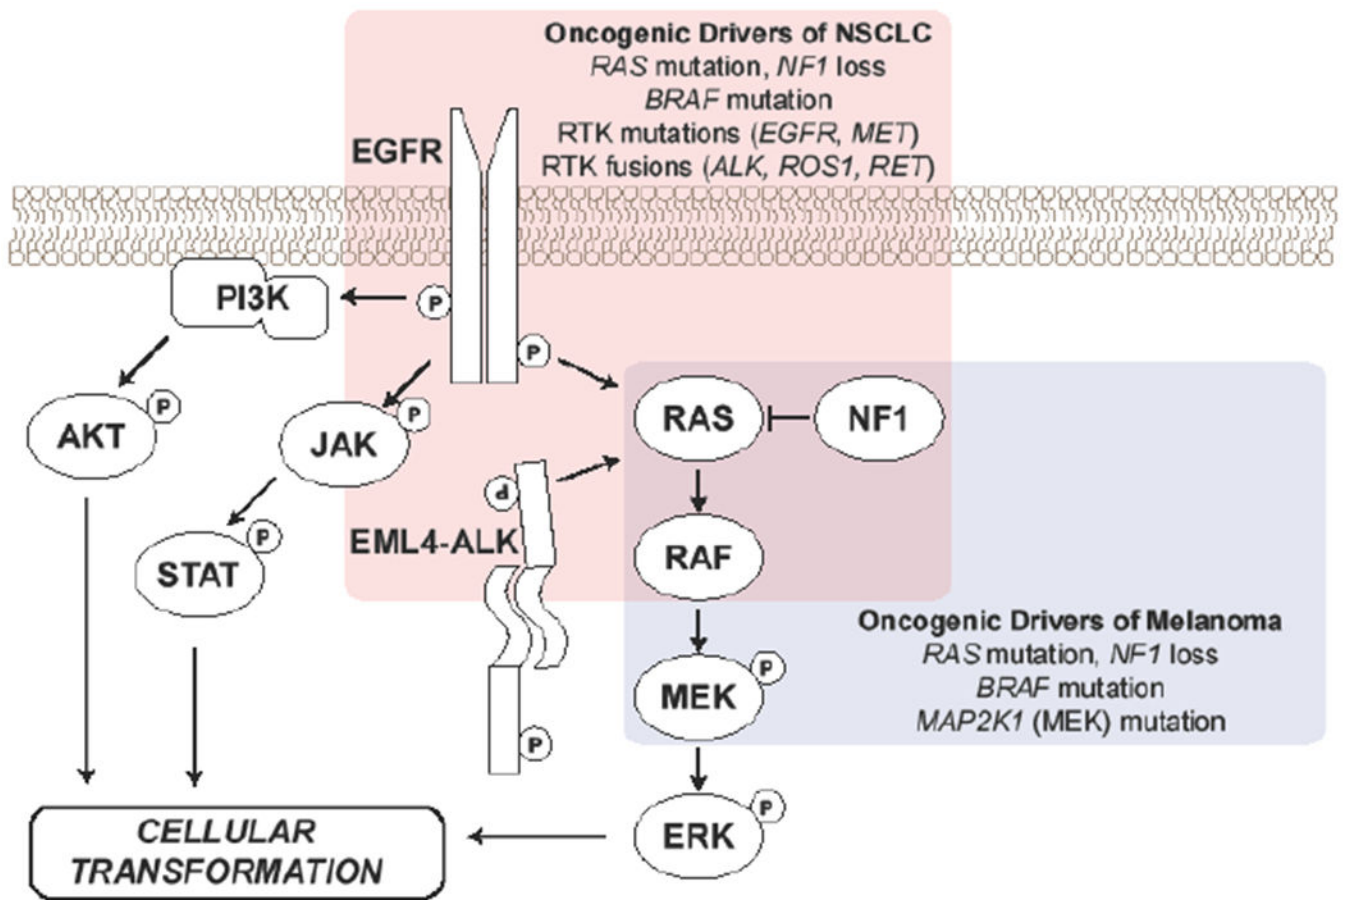 Oncogenic Drivers of NSCLC
RAS mutation, NF1 loss
BRAF mutation
RTK mutations (EGFR, MET)
RTK fusions (ALK, ROS1, RET)
EGFR
PI3K
P
P
AKT
P
JAK
P
RAS
NF1
STAT
P
P
EML4-ALK
P
RAF
Oncogenic Drivers of Melanoma
RAS mutation, NF1 loss
BRAF mutation
MAP2K1 (MEK) mutation
MEK
P
ERK
P
CELLULAR
TRANSFORMATION